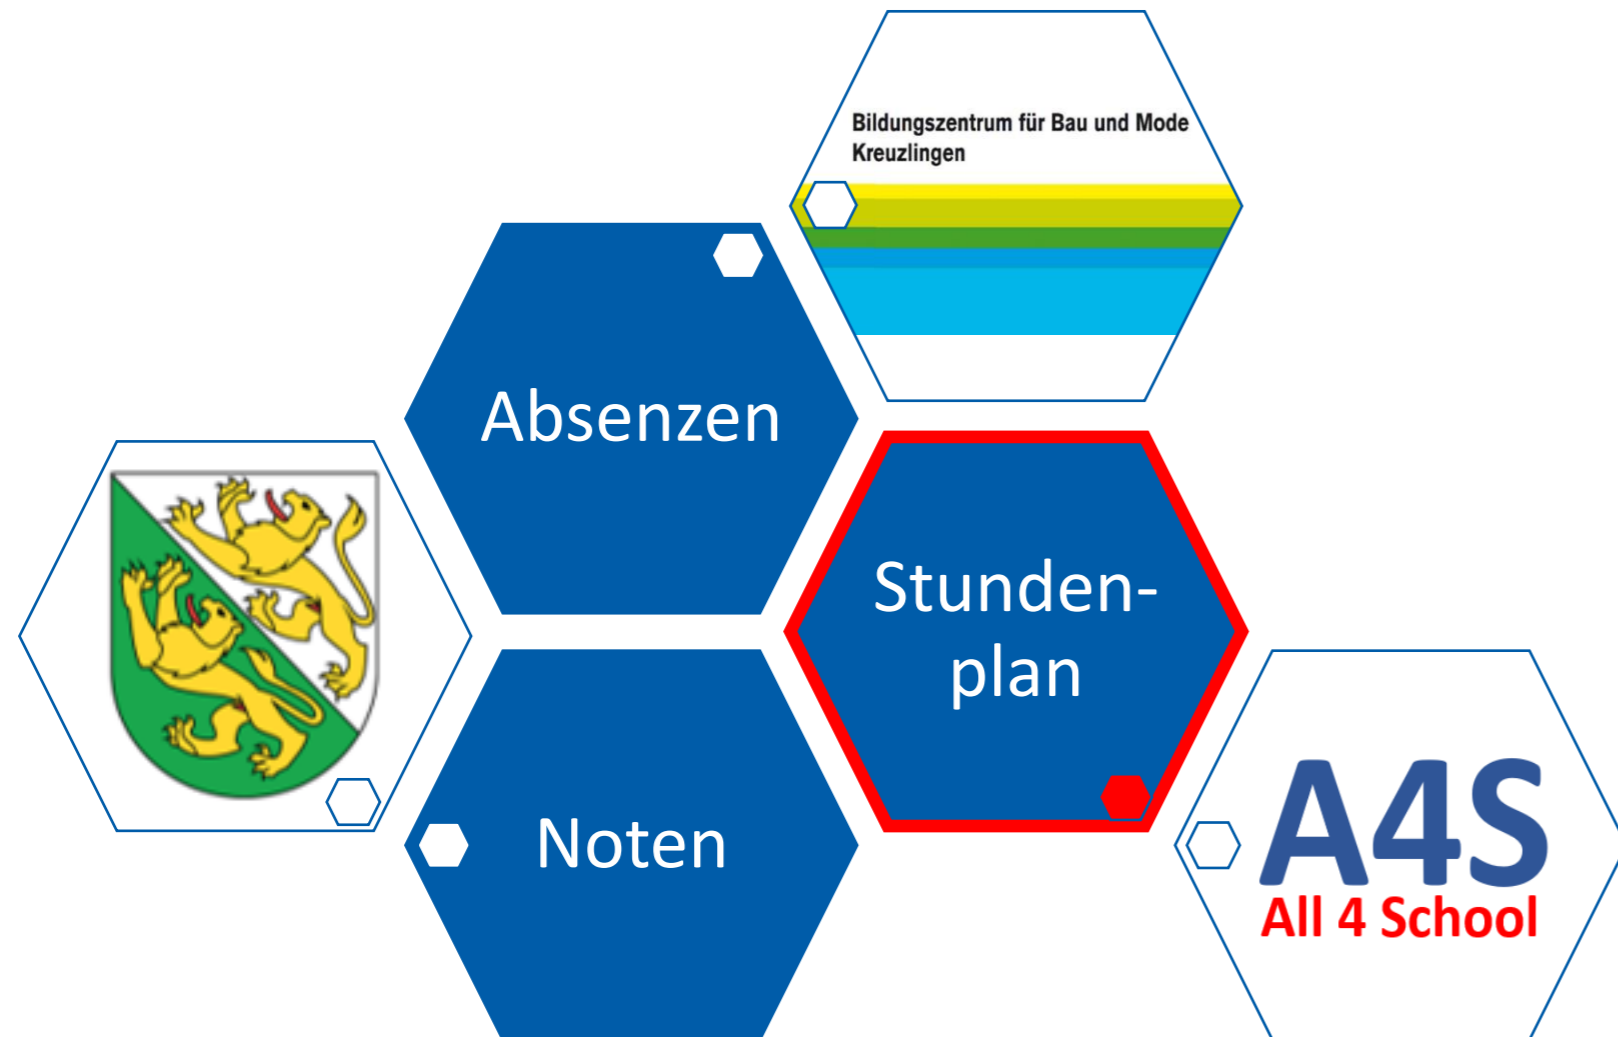 Bildungszentrum für Bau und Mode
Kreuzlingen
Absenzen
Stunden-
plan
Noten
A4S
All 4 School